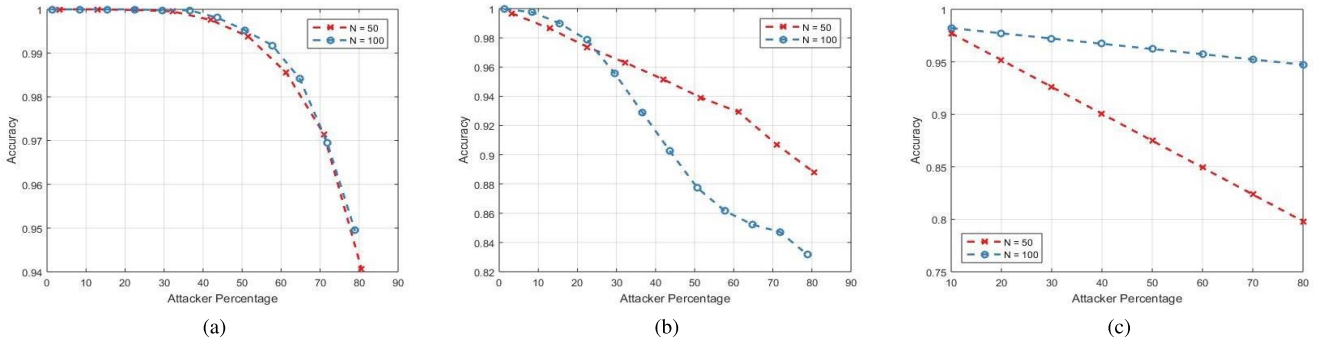 1
0.99
0.98
0.97
0.96
0.95
0.94
Accuracy
0 10 20 30 40 50 60 70 80 90
Attacker Percentage
N = 50
N = 100
(a)
1
0.98
0.96
0.94
0.92
0.9
0.88
0.86
0.84
0.82
Accuracy
0 10 20 30 40 50 60 70 80 90
Attacker Percentage
N = 50
N = 100
(b)
1
0.95
0.9
0.85
0.8
0.75
Accuracy
10 20 30 40 50 60 70 80
Attacker Percentage
N = 50
N = 100
(c)